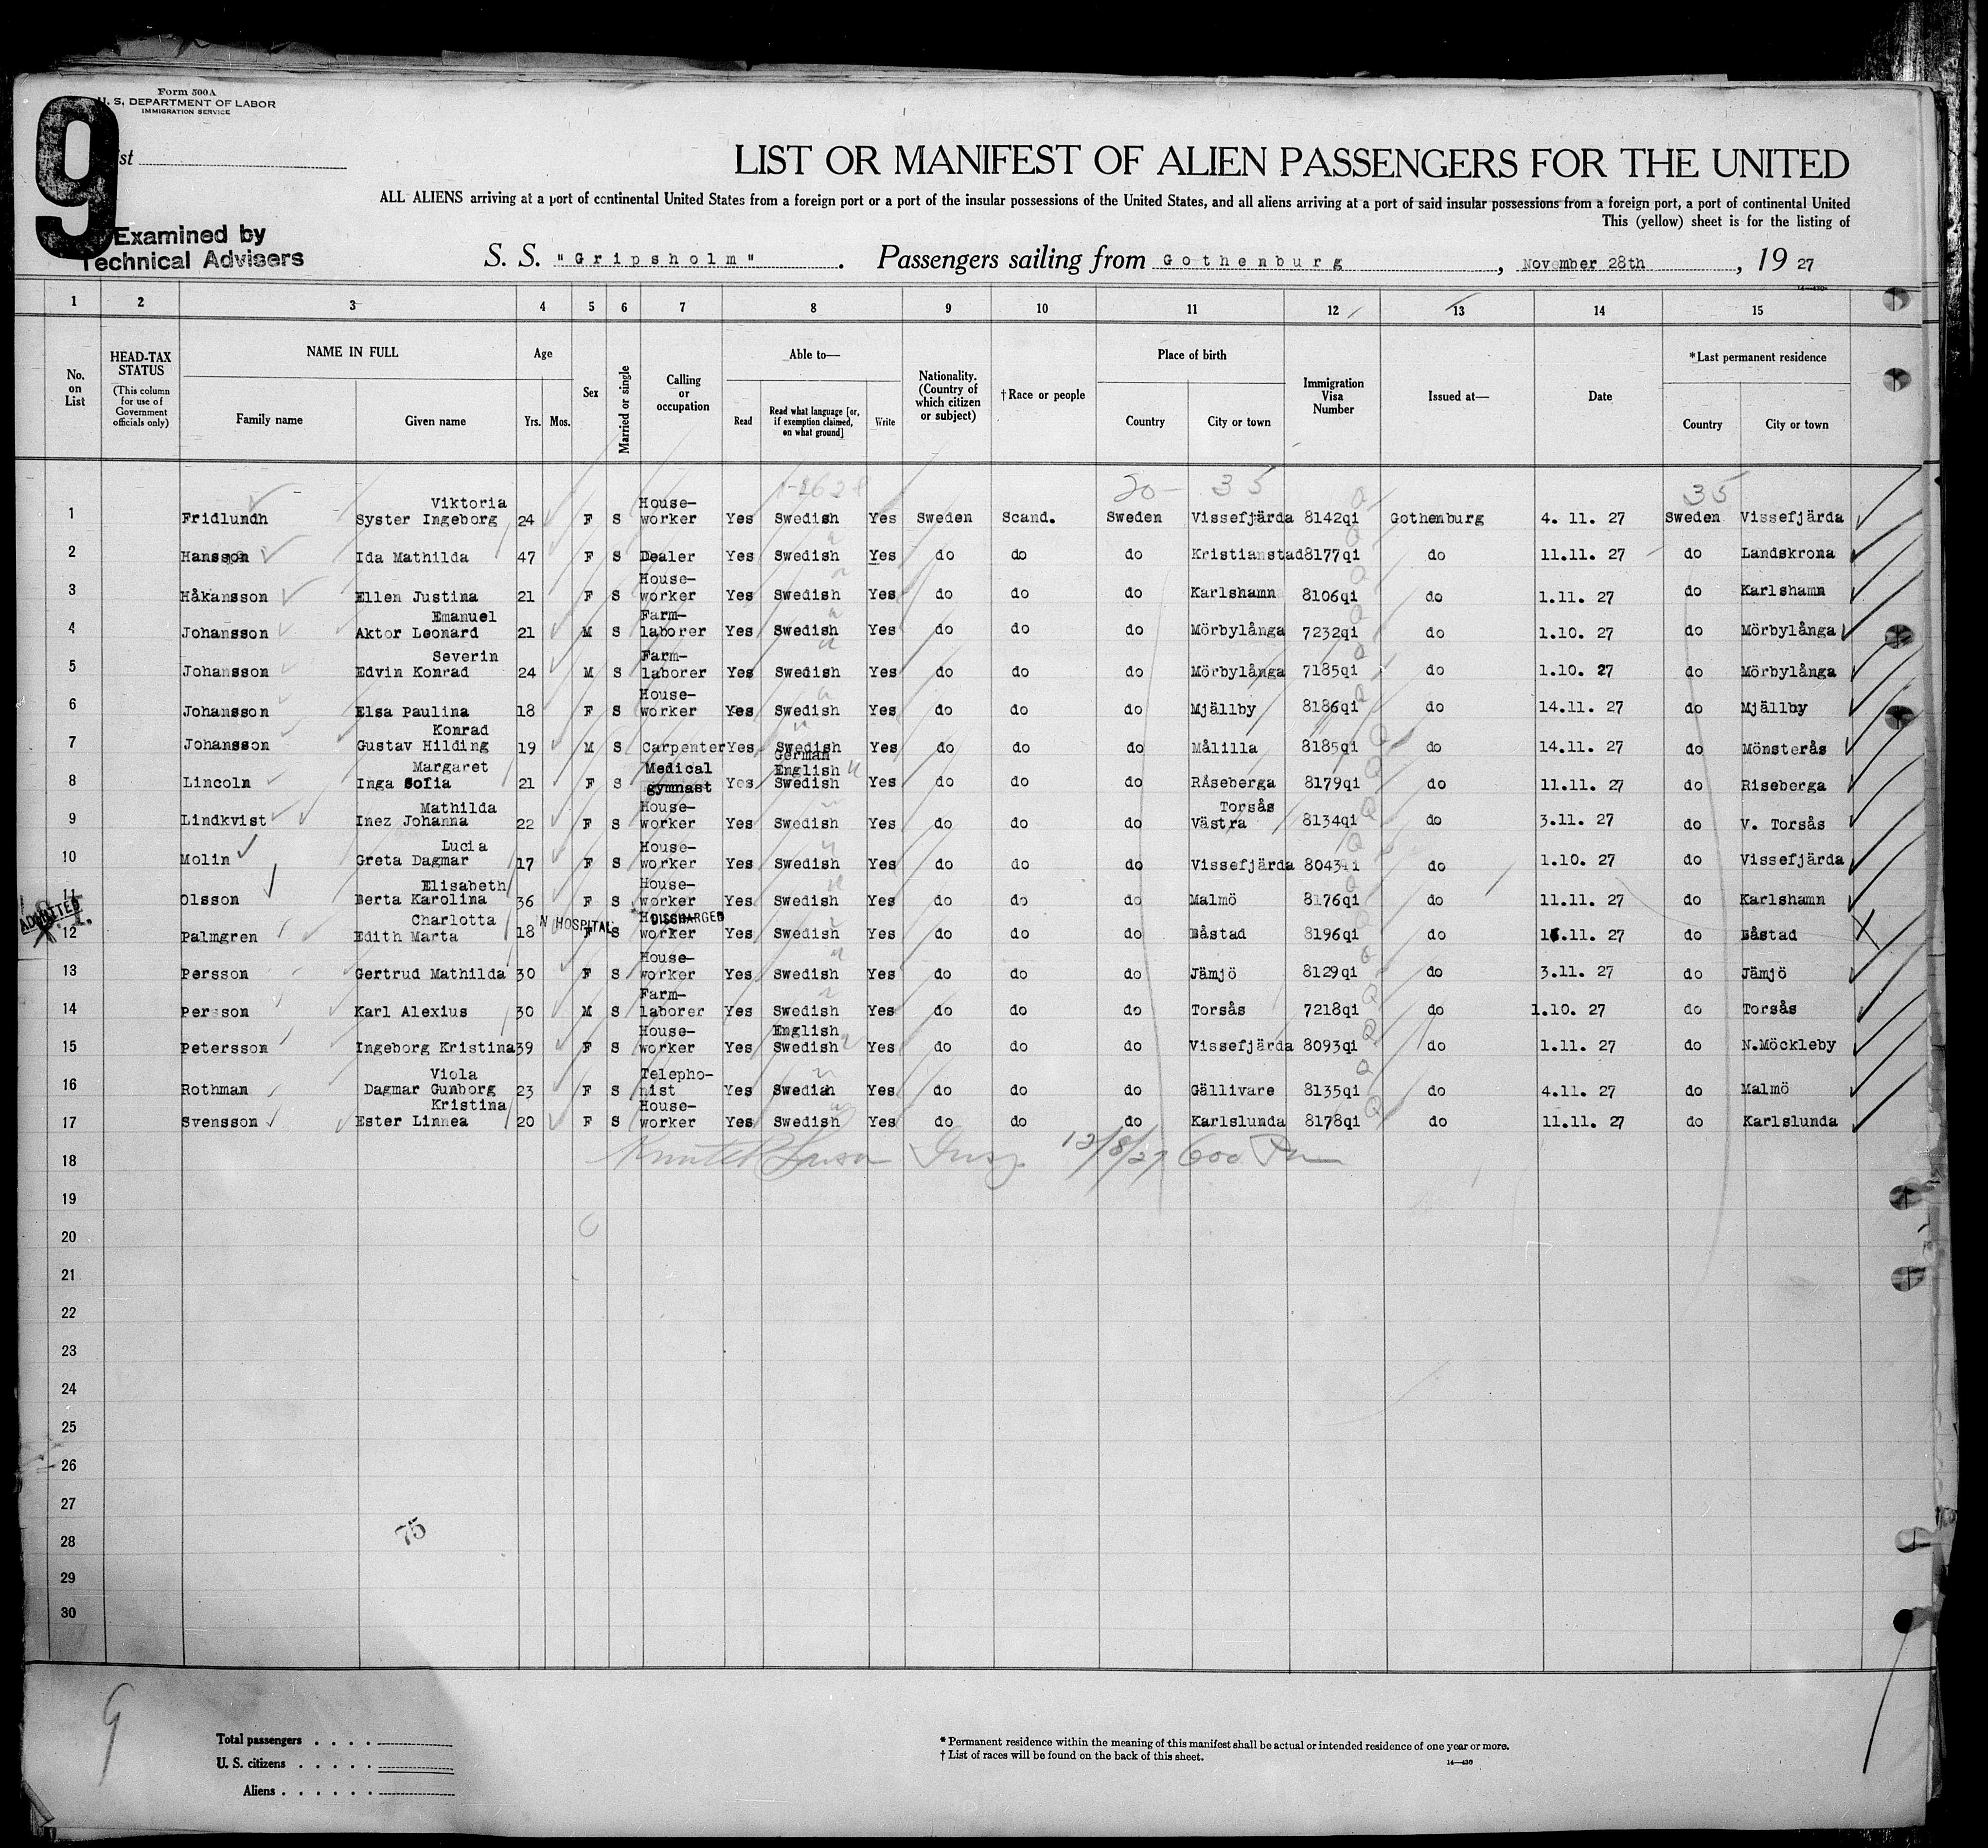 Form 500A
U. S. DEPARTMENT OF LABOR
IMMIGRATION SERVICE
9
LIST OR MANIFEST OF ALIEN PASSENGERS FOR THE UNITED
ALL ALIENS arriving at a port of continental United States from a foreign port or a port of the insular possessions of the United States, and all aliens arriving at a port of said insular possessions from a foreign port, a port of continental United
This (yellow) sheet is for the listing of
Examined by
Technical Advisers
S. S. "Gripsholm". Passengers sailing from Gothenburg, November 28th, 1927
1 2 3 4 5 6 7 8 9 10 11 12 13 14 15
No. on List
HEAD-TAX STATUS (This column for use of Government officials only)
NAME IN FULL
Family name Given name
Age
Yrs. Mos.
Sex
Married or single
Calling or occupation
Able to—
Read Read what language [or, if exemption claimed, on what ground] Write
Nationality. (Country of which citizen or subject)
†Race or people
Place of birth
Country City or town
Immigration Visa Number
Issued at—
Date
*Last permanent residence
Country City or town
20- 35 35
Viktoria House-
1 Fridlundh Syster Ingeborg 24 F S worker Yes Swedish Yes Sweden Scand. Sweden Vissefjärda 8142qi Gothenburg 4. 11. 27 Sweden Vissefjärda
2 Hansson Ida Mathilda 47 F S Dealer Yes Swedish Yes do do do Kristianstad 8177qi do 11.11. 27 do Landskrona
House-
3 Håkansson Ellen Justina 21 F S worker Yes Swedish Yes do do do Karlshamn 8106qi do 1.11. 27 do Karlshamn
Emanuel Farm-
4 Johansson Aktor Leonard 21 M S laborer Yes Swedish Yes do do do Mörbylånga 7232qi do 1.10. 27 do Mörbylånga
Severin Farm-
5 Johansson Edvin Konrad 24 M S laborer Yes Swedish Yes do do do Mörbylånga 7185qi do 1.10. 27 do Mörbylånga
House-
6 Johansson Elsa Paulina 18 F S worker Yes Swedish Yes do do do Mjällby 8186qi do 14.11. 27 do Mjällby
Konrad
7 Johansson Gustav Hilding 19 M S Carpenter Yes Swedish Yes do do do Målilla 8185qi do 14.11. 27 do Mönsterås
German
Margaret Medical English
8 Lincoln Inga Sofia 21 F S gymnast Yes Swedish Yes do do do RÅseberga 8179qi do 11.11. 27 do Riseberga
Mathilda House- Torsås
9 Lindkvist Inez Johanna 22 F S worker Yes Swedish Yes do do do Västra 8134qi do 3.11. 27 do V. Torsås
Lucia House-
10 Molin Greta Dagmar 17 F S worker Yes Swedish Yes do do do Vissefjärda 8043qi do 1.10. 27 do Vissefjärda
Elisabeth House-
11 Olsson Berta Karolina 36 F S worker Yes Swedish Yes do do do Malmö 8176qi do 11.11. 27 do Karlshamn
ADMITTED
Charlotta IN HOSPITAL DISCHARGED House-
12 Palmgren Edith Marta 18 F S worker Yes Swedish Yes do do do Båstad 8196qi do 11. 27 do Båstad X
House-
13 Persson Gertrud Mathilda 30 F S worker Yes Swedish Yes do do do Jämjö 8129qi do 3.11. 27 do Jämjö
Farm-
14 Persson Karl Alexius 30 M S laborer Yes Swedish Yes do do do Torsås 7218qi do 1.10. 27 do Torsås
House- English
15 Petersson Ingeborg Kristina 39 F S worker Yes Swedish Yes do do do Vissefjärda 8093qi do 1.11. 27 do N.Möckleby
Viola Telepho-
16 Rothman Dagmar Gunborg 23 F S nist Yes Swedish Yes do do do Gällivare 8135qi do 4.11. 27 do Malmö
Kristina House-
17 Svensson Ester Linnea 20 F S worker Yes Swedish Yes do do do Karlslunda 8178qi do 11.11. 27 do Karlslunda
12/8/27 600 Pm
18
19
20
21
22
23
24
25
26
27
28
29
30
75
9
Total passengers
U. S. citizens
Aliens
* Permanent residence within the meaning of this manifest shall be actual or intended residence of one year or more.
† List of races will be found on the back of this sheet.
14—430